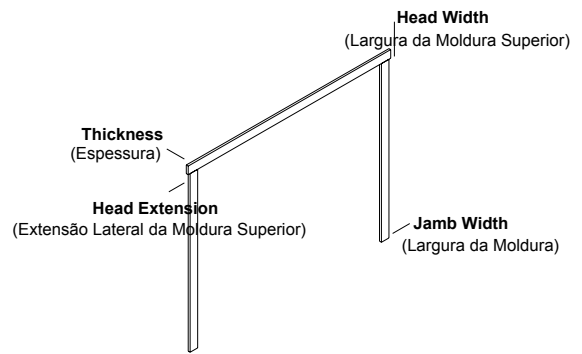 Head Width
(Largura da Moldura Superior)
Thickness
(Espessura)
Head Extension
(Extensão Lateral da Moldura Superior)
Jamb Width
(Largura da Moldura)